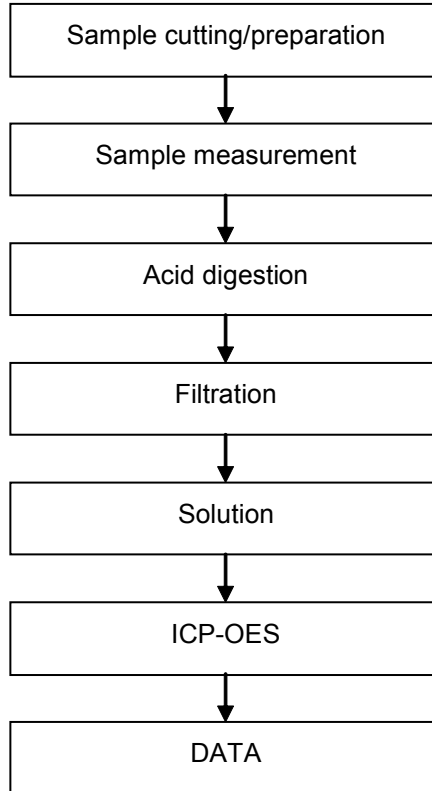 Sample cutting/preparation
Sample measurement
Acid digestion
Filtration
Solution
ICP-OES
DATA